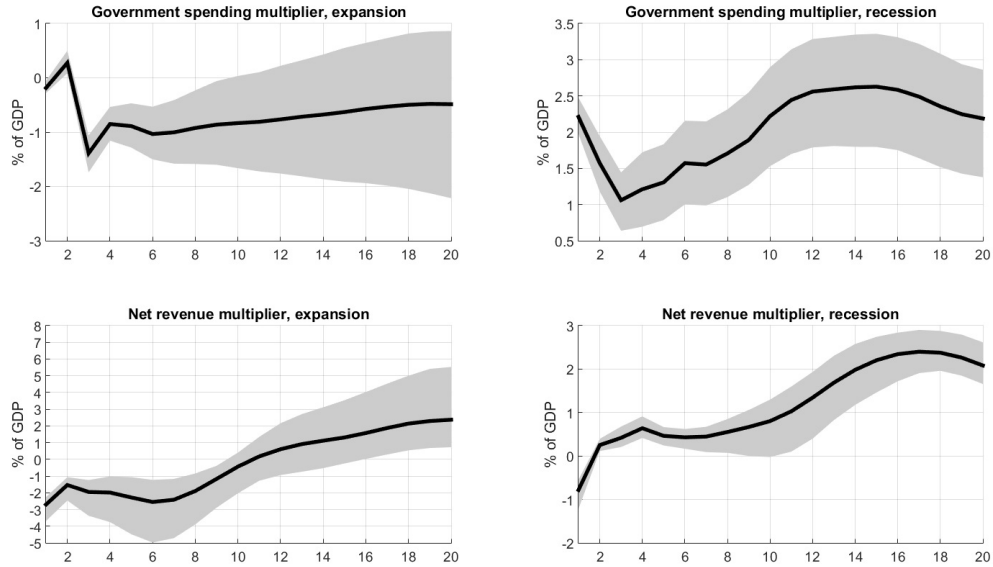 Government spending multiplier, expansion
% of GDP
1
0
-1
-2
-3
2 4 6 8 10 12 14 16 18 20
Government spending multiplier, recession
% of GDP
3.5
3
2.5
2
1.5
1
0.5
2 4 6 8 10 12 14 16 18 20
Net revenue multiplier, expansion
% of GDP
8
7
6
5
4
3
2
1
0
-1
-2
-3
-4
-5
2 4 6 8 10 12 14 16 18 20
Net revenue multiplier, recession
% of GDP
3
2
1
0
-1
-2
2 4 6 8 10 12 14 16 18 20